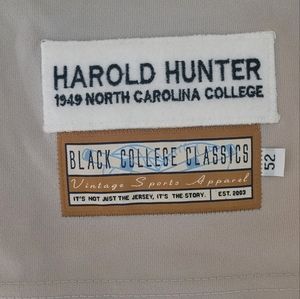 HAROLD HUNTER
1949 NORTH CAROLINA COLLEGE
BLACK COLLEGE CLASSICS
Vintage Sports Apparel
IT'S NOT JUST THE JERSEY, IT'S THE STORY.
EST. 2003
52